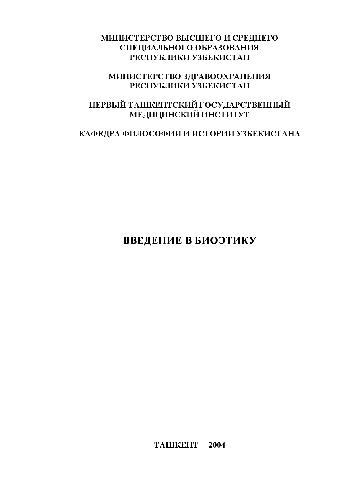 МИНИСТЕРСТВО ВЫСШЕГО И СРЕДНЕГО
СПЕЦИАЛЬНОГО ОБРАЗОВАНИЯ
РЕСПУБЛИКИ УЗБЕКИСТАН
МИНИСТЕРСТВО ЗДРАВООХРАНЕНИЯ
РЕСПУБЛИКИ УЗБЕКИСТАН
ПЕРВЫЙ ТАШКЕНТСКИЙ ГОСУДАРСТВЕННЫЙ
МЕДИЦИНСКИЙ ИНСТИТУТ
КАФЕДРА ФИЛОСОФИИ И ИСТОРИИ УЗБЕКИСТАНА
ВВЕДЕНИЕ В БИОЭТИКУ
ТАШКЕНТ 2004